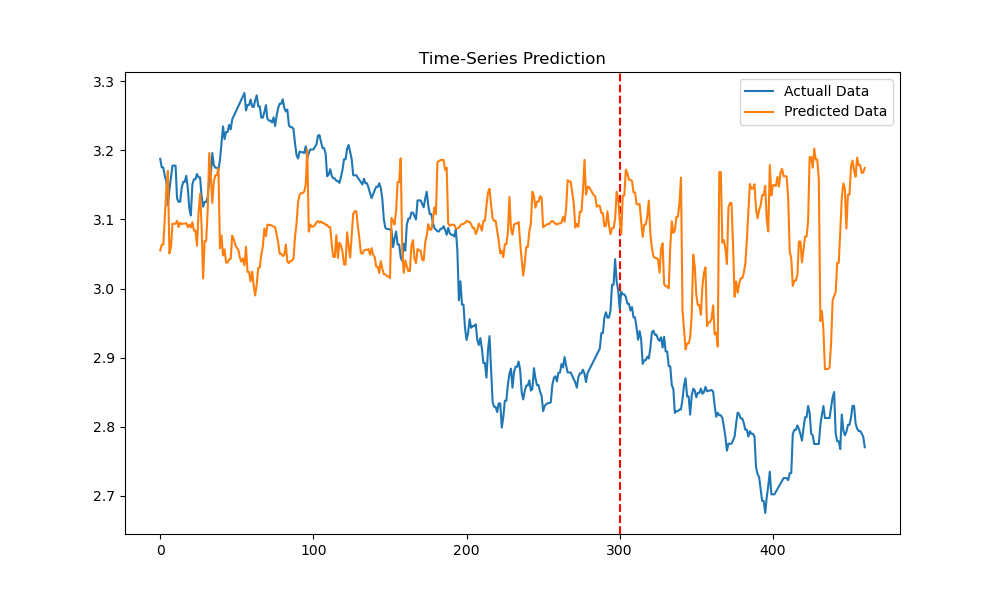 Time-Series Prediction
Actuall Data
Predicted Data
3.3
3.2
3.1
3.0
2.9
2.8
2.7
0 100 200 300 400